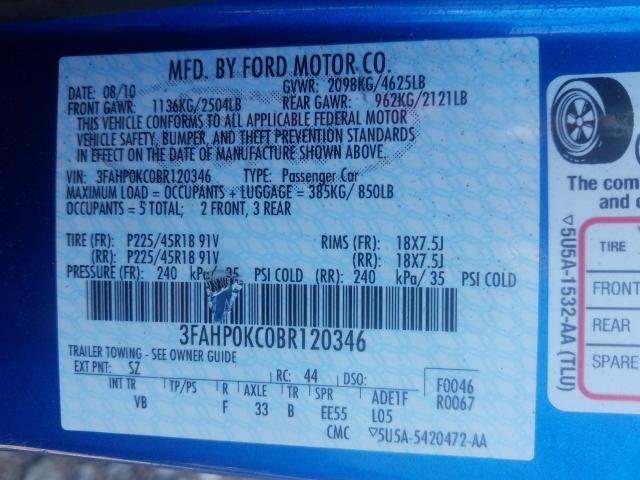 MFD. BY FORD MOTOR CO.
DATE: 08/10 GVWR: 2098KG/4625LB
FRONT GAWR: 1136KG/2504LB REAR GAWR: 962KG/2121LB
THIS VEHICLE CONFORMS TO ALL APPLICABLE FEDERAL MOTOR
VEHICLE SAFETY, BUMPER, AND THEFT PREVENTION STANDARDS
IN EFFECT ON THE DATE OF MANUFACTURE SHOWN ABOVE.
VIN: 3FAHP0KC0BR120346 TYPE: Passenger Car
MAXIMUM LOAD = OCCUPANTS + LUGGAGE = 385KG/ 850LB
OCCUPANTS = 5 TOTAL; 2 FRONT, 3 REAR
TIRE (FR): P225/45R18 91V RIMS (FR): 18X7.5J
(RR): P225/45R18 91V (RR): 18X7.5J
PRESSURE (FR): 240 kPa/ 35 PSI COLD (RR): 240 kPa/ 35 PSI COLD
3FAHP0KC0BR120346
TRAILER TOWING - SEE OWNER GUIDE
EXT PNT: SZ RC: 44 DSO: F0046
INT TR TP/PS R AXLE TR SPR ADE1F R0067
VB F 33 B EE55 L05
CMC ▽5U5A-5420472-AA
The com
and
▽5U5A-1532-AA (TLU)
TIRE
FRONT
REAR
SPARE